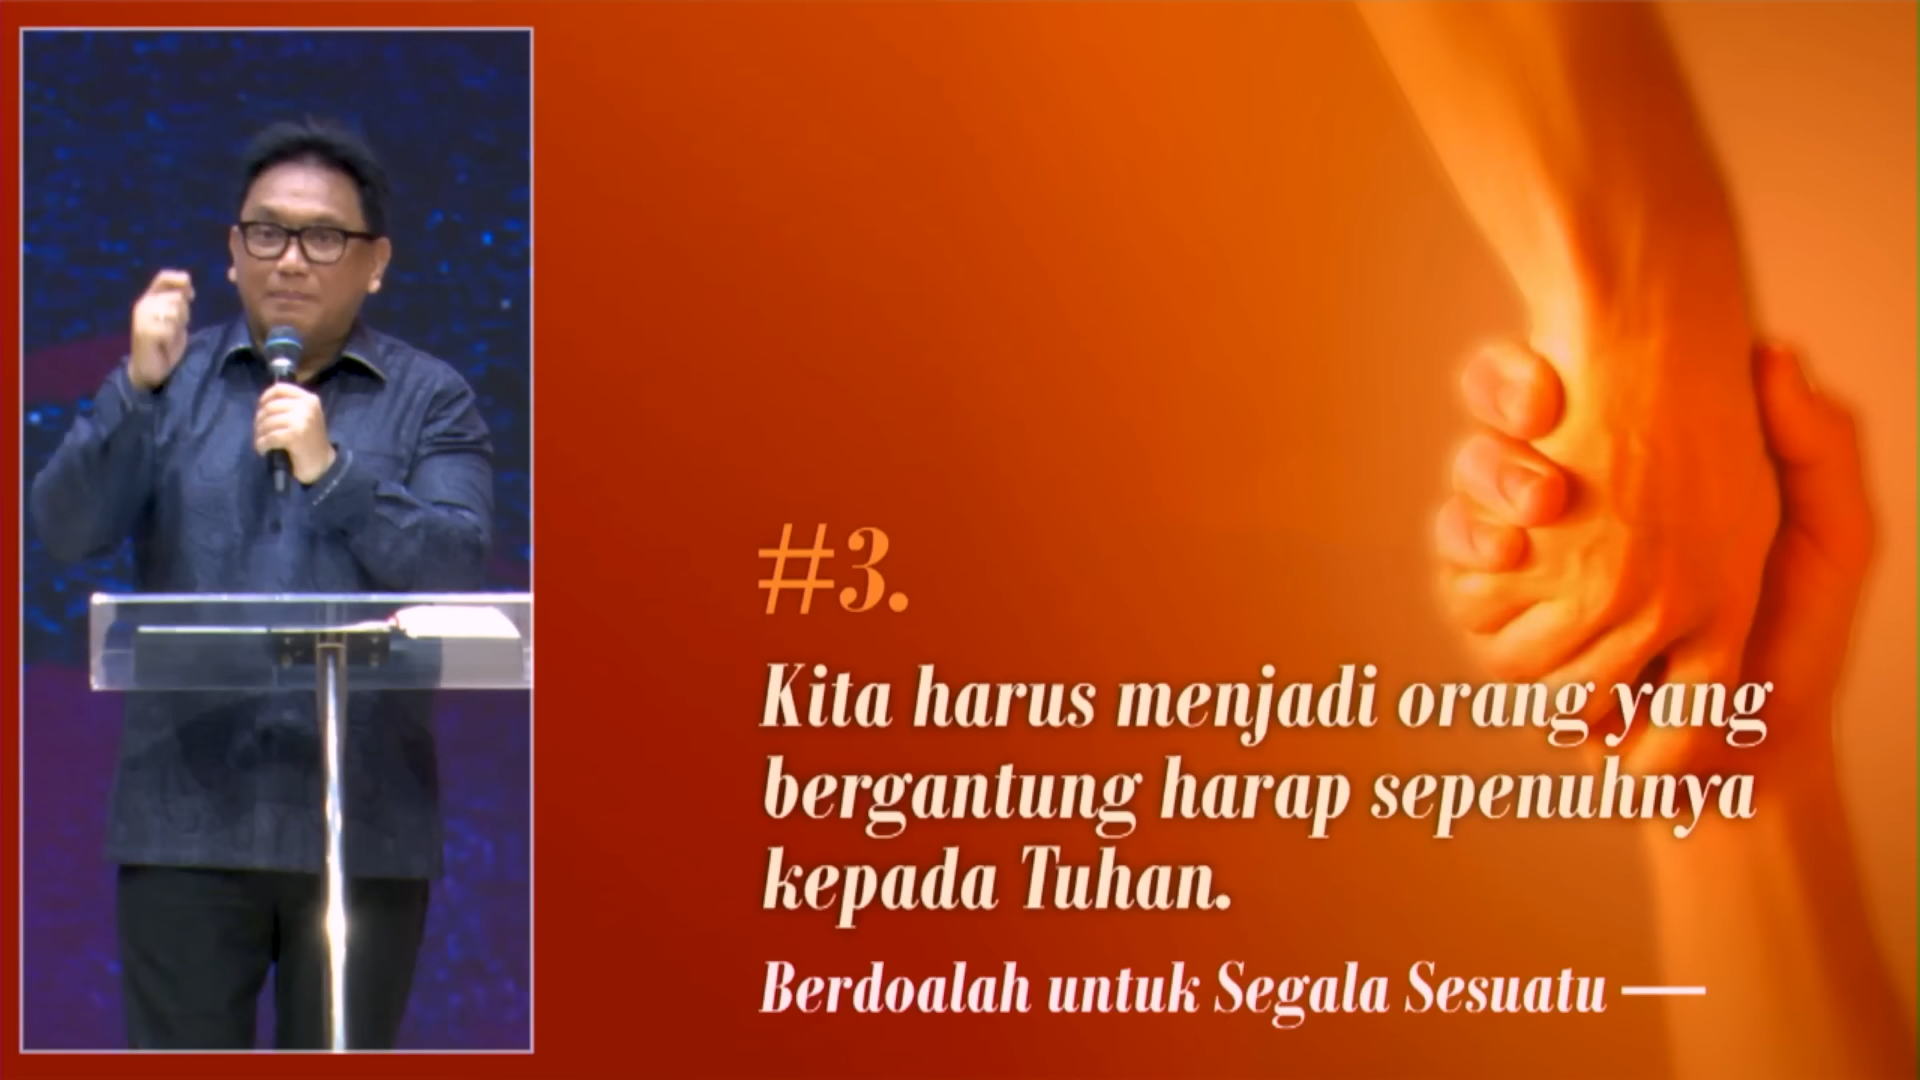 #3.
Kita harus menjadi orang yang
bergantung harap sepenuhnya
kepada Tuhan.
Berdoalah untuk Segala Sesuatu —